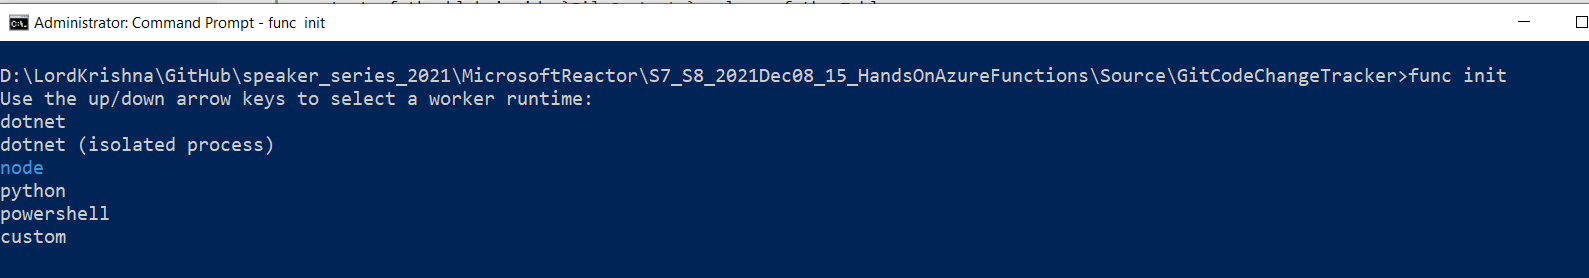 Administrator: Command Prompt - func  init
D:\LordKrishna\GitHub\speaker_series_2021\MicrosoftReactor\S7_S8_2021Dec08_15_HandsOnAzureFunctions\Source\GitCodeChangeTracker>func init
Use the up/down arrow keys to select a worker runtime:
dotnet
dotnet (isolated process)
node
python
powershell
custom